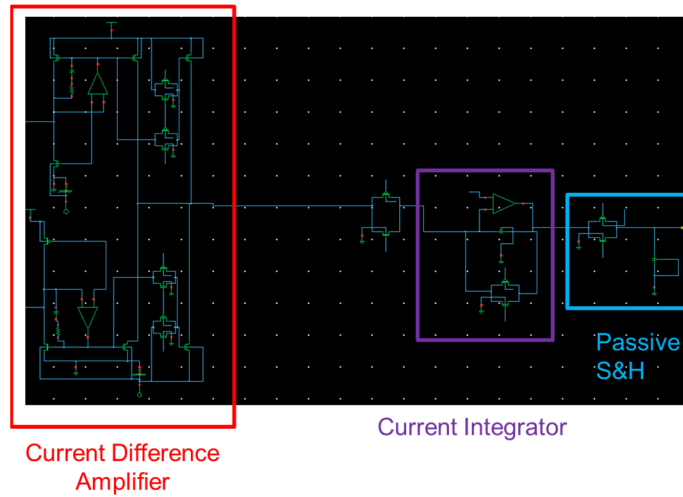 Passive
S&H
Current Integrator
Current Difference
Amplifier